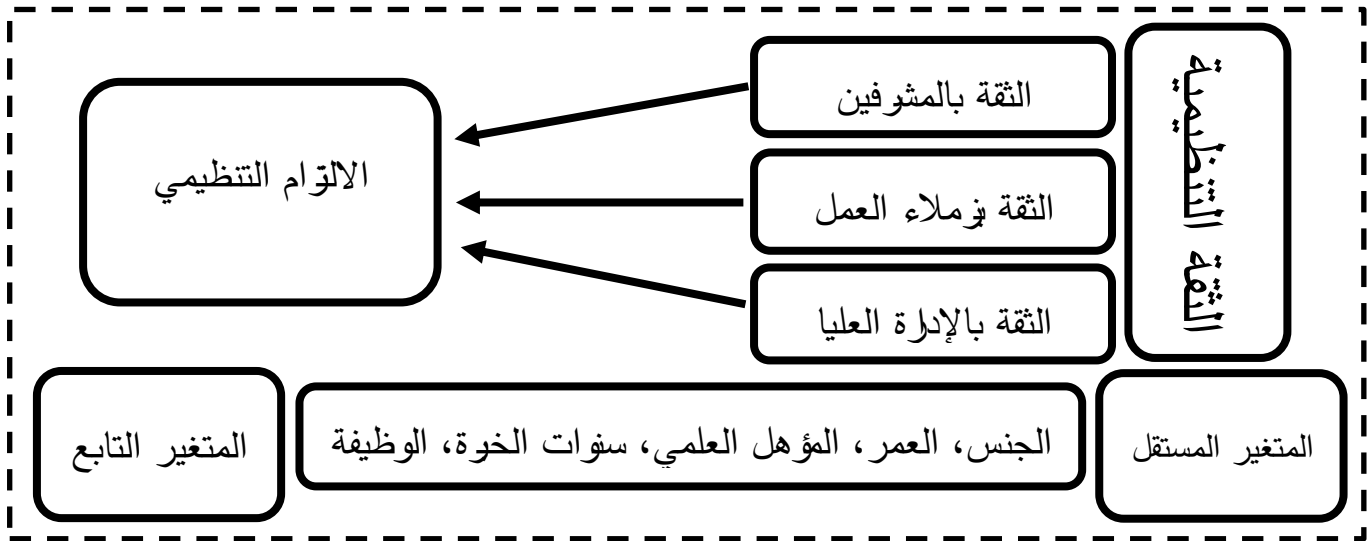 الثقة التنظيمية
الثقة بالمشرفين
الثقة بزملاء العمل
الثقة بالإدارة العليا
الالتزام التنظيمي
المتغير المستقل
الجنس، العمر، المؤهل العلمي، سنوات الخبرة، الوظيفة
المتغير التابع